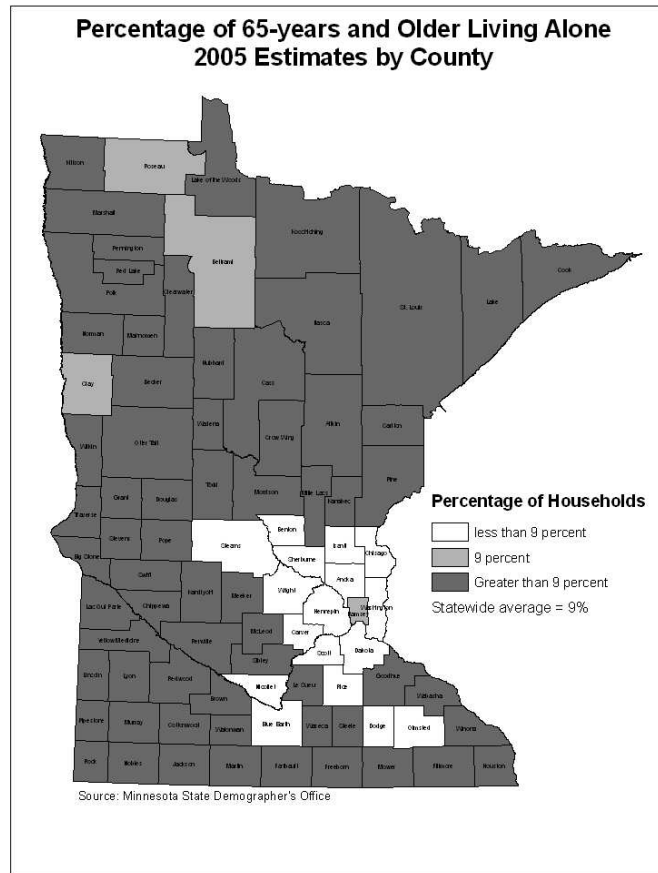 Percentage of 65-years and Older Living Alone
2005 Estimates by County
Kittson
Roseau
Lake of the Woods
Marshall
Koochiching
Pennington
Beltrami
Red Lake
Cook
Polk
Clearwater
St. Louis
Lake
Itasca
Norman
Mahnomen
Hubbard
Cass
Clay
Becker
Wadena
Aitkin
Carlton
Crow Wing
Wilkin
Otter Tail
Pine
Todd
Morrison
Mille Lacs
Kanabec
Grant
Douglas
Traverse
Benton
Stevens
Pope
Stearns
Isanti
Chisago
Big Stone
Sherburne
Swift
Anoka
Kandiyohi
Meeker
Wright
Washington
Lac Qui Parle
Chippewa
Hennepin
Ramsey
McLeod
Carver
Yellow Medicine
Renville
Scott
Dakota
Sibley
Lincoln
Lyon
Redwood
Nicollet
Le Sueur
Rice
Goodhue
Wabasha
Brown
Pipestone
Murray
Cottonwood
Watonwan
Blue Earth
Waseca
Steele
Dodge
Olmsted
Winona
Rock
Nobles
Jackson
Martin
Faribault
Freeborn
Mower
Fillmore
Houston
Percentage of Households
less than 9 percent
9 percent
Greater than 9 percent
Statewide average = 9%
Source: Minnesota State Demographer's Office